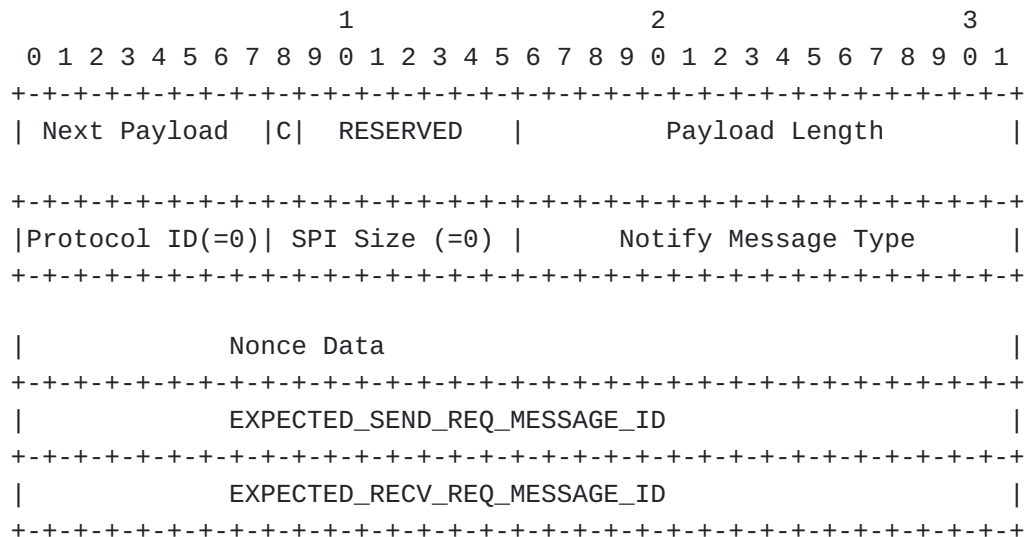 1                   2                   3
 0 1 2 3 4 5 6 7 8 9 0 1 2 3 4 5 6 7 8 9 0 1 2 3 4 5 6 7 8 9 0 1
+-+-+-+-+-+-+-+-+-+-+-+-+-+-+-+-+-+-+-+-+-+-+-+-+-+-+-+-+-+-+-+-+
| Next Payload  |C|  RESERVED   |         Payload Length        |
+-+-+-+-+-+-+-+-+-+-+-+-+-+-+-+-+-+-+-+-+-+-+-+-+-+-+-+-+-+-+-+-+
|Protocol ID(=0)| SPI Size (=0) |      Notify Message Type      |
+-+-+-+-+-+-+-+-+-+-+-+-+-+-+-+-+-+-+-+-+-+-+-+-+-+-+-+-+-+-+-+-+
|             Nonce Data                                        |
+-+-+-+-+-+-+-+-+-+-+-+-+-+-+-+-+-+-+-+-+-+-+-+-+-+-+-+-+-+-+-+-+
|             EXPECTED_SEND_REQ_MESSAGE_ID                      |
+-+-+-+-+-+-+-+-+-+-+-+-+-+-+-+-+-+-+-+-+-+-+-+-+-+-+-+-+-+-+-+-+
|             EXPECTED_RECV_REQ_MESSAGE_ID                      |
+-+-+-+-+-+-+-+-+-+-+-+-+-+-+-+-+-+-+-+-+-+-+-+-+-+-+-+-+-+-+-+-+